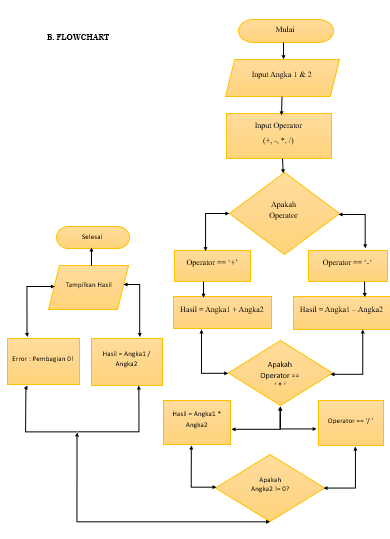 B. FLOWCHART
Mulai
Input Angka 1 & 2
Input Operator
(+, -, *, /)
Apakah
Operator
Operator == ‘+’
Operator == ‘-‘
Hasil = Angka1 + Angka2
Hasil = Angka1 – Angka2
Apakah
Operator ==
‘ * ‘
Hasil = Angka1 *
Angka2
Operator == ‘/ ‘
Apakah
Angka2 != 0?
Selesai
Tampilkan Hasil
Error : Pembagian 0!
Hasil = Angka1 /
Angka2